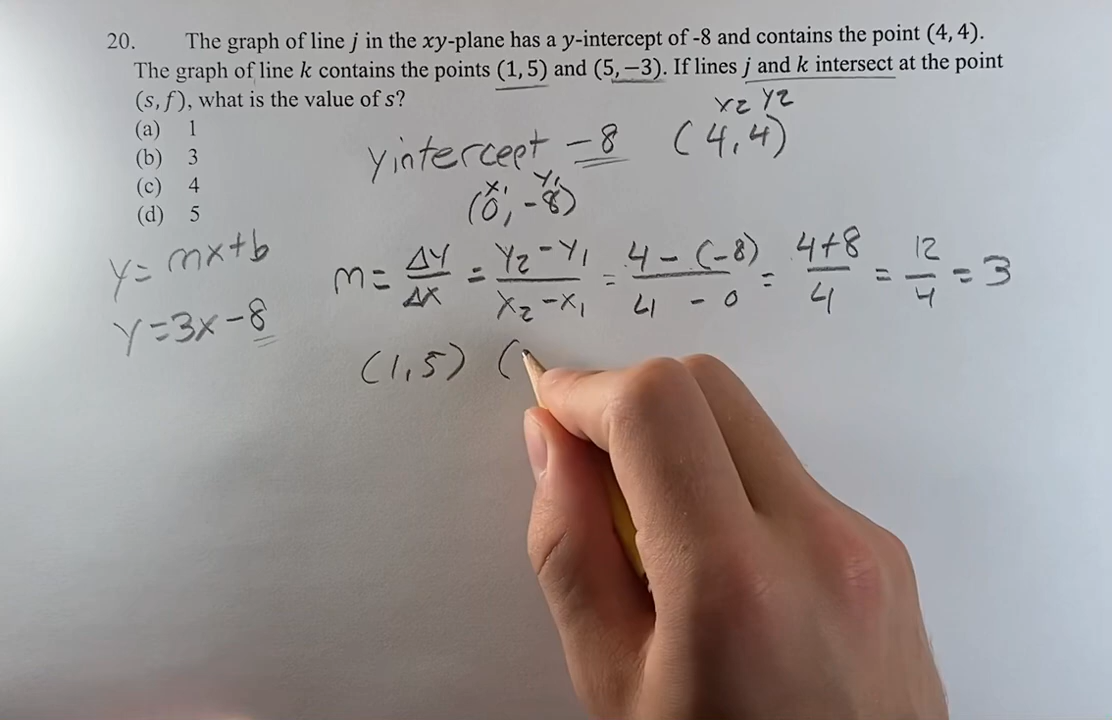 20. The graph of line j in the xy-plane has a y-intercept of -8 and contains the point (4, 4).
The graph of line k contains the points (1, 5) and (5, −3). If lines j and k intersect at the point
(s, f), what is the value of s?
(a) 1
(b) 3
(c) 4
(d) 5
y intercept -8 (4,4) x2 y2
(0,-8) x1 y1
y = mx+b
m = Δy/Δx = (y2-y1)/(x2-x1) = (4-(-8))/(4-0) = (4+8)/4 = 12/4 = 3
y = 3x-8
(1,5) (